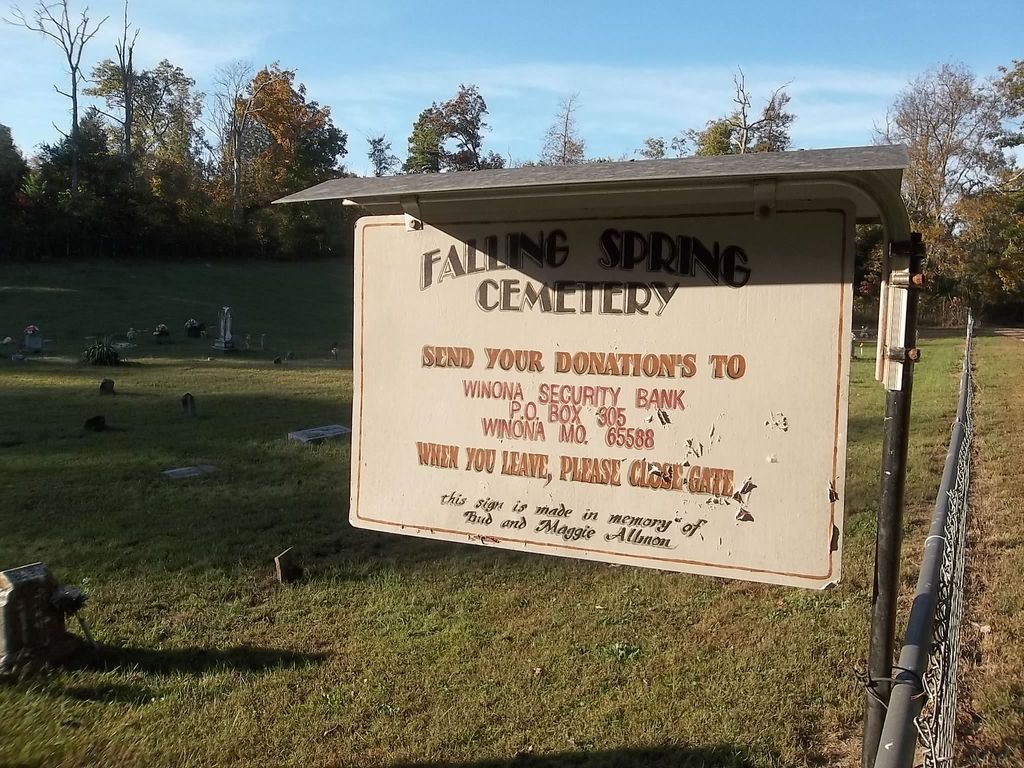 FALLING SPRING
CEMETERY
SEND YOUR DONATION'S TO
WINONA SECURITY BANK
P.O. BOX 305
WINONA MO. 65588
WHEN YOU LEAVE, PLEASE CLOSE GATE
this sign is made in memory of
Bud and Maggie Allmon